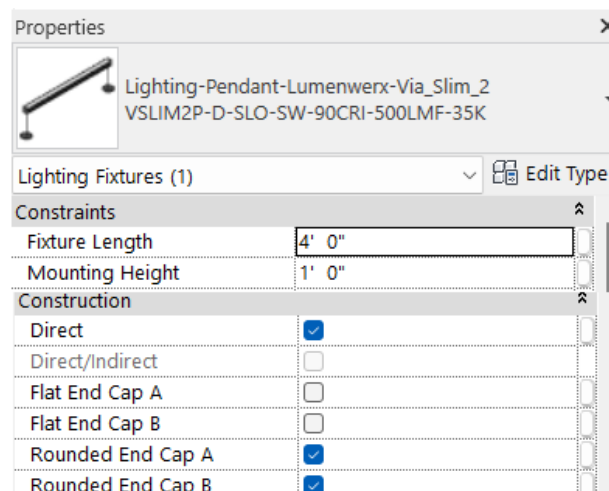 Properties
Lighting-Pendant-Lumenwerx-Via_Slim_2
VSLIM2P-D-SLO-SW-90CRI-500LMF-35K
Lighting Fixtures (1)
Edit Type
Constraints
Fixture Length 4' 0"
Mounting Height 1' 0"
Construction
Direct
Direct/Indirect
Flat End Cap A
Flat End Cap B
Rounded End Cap A
Rounded End Cap B